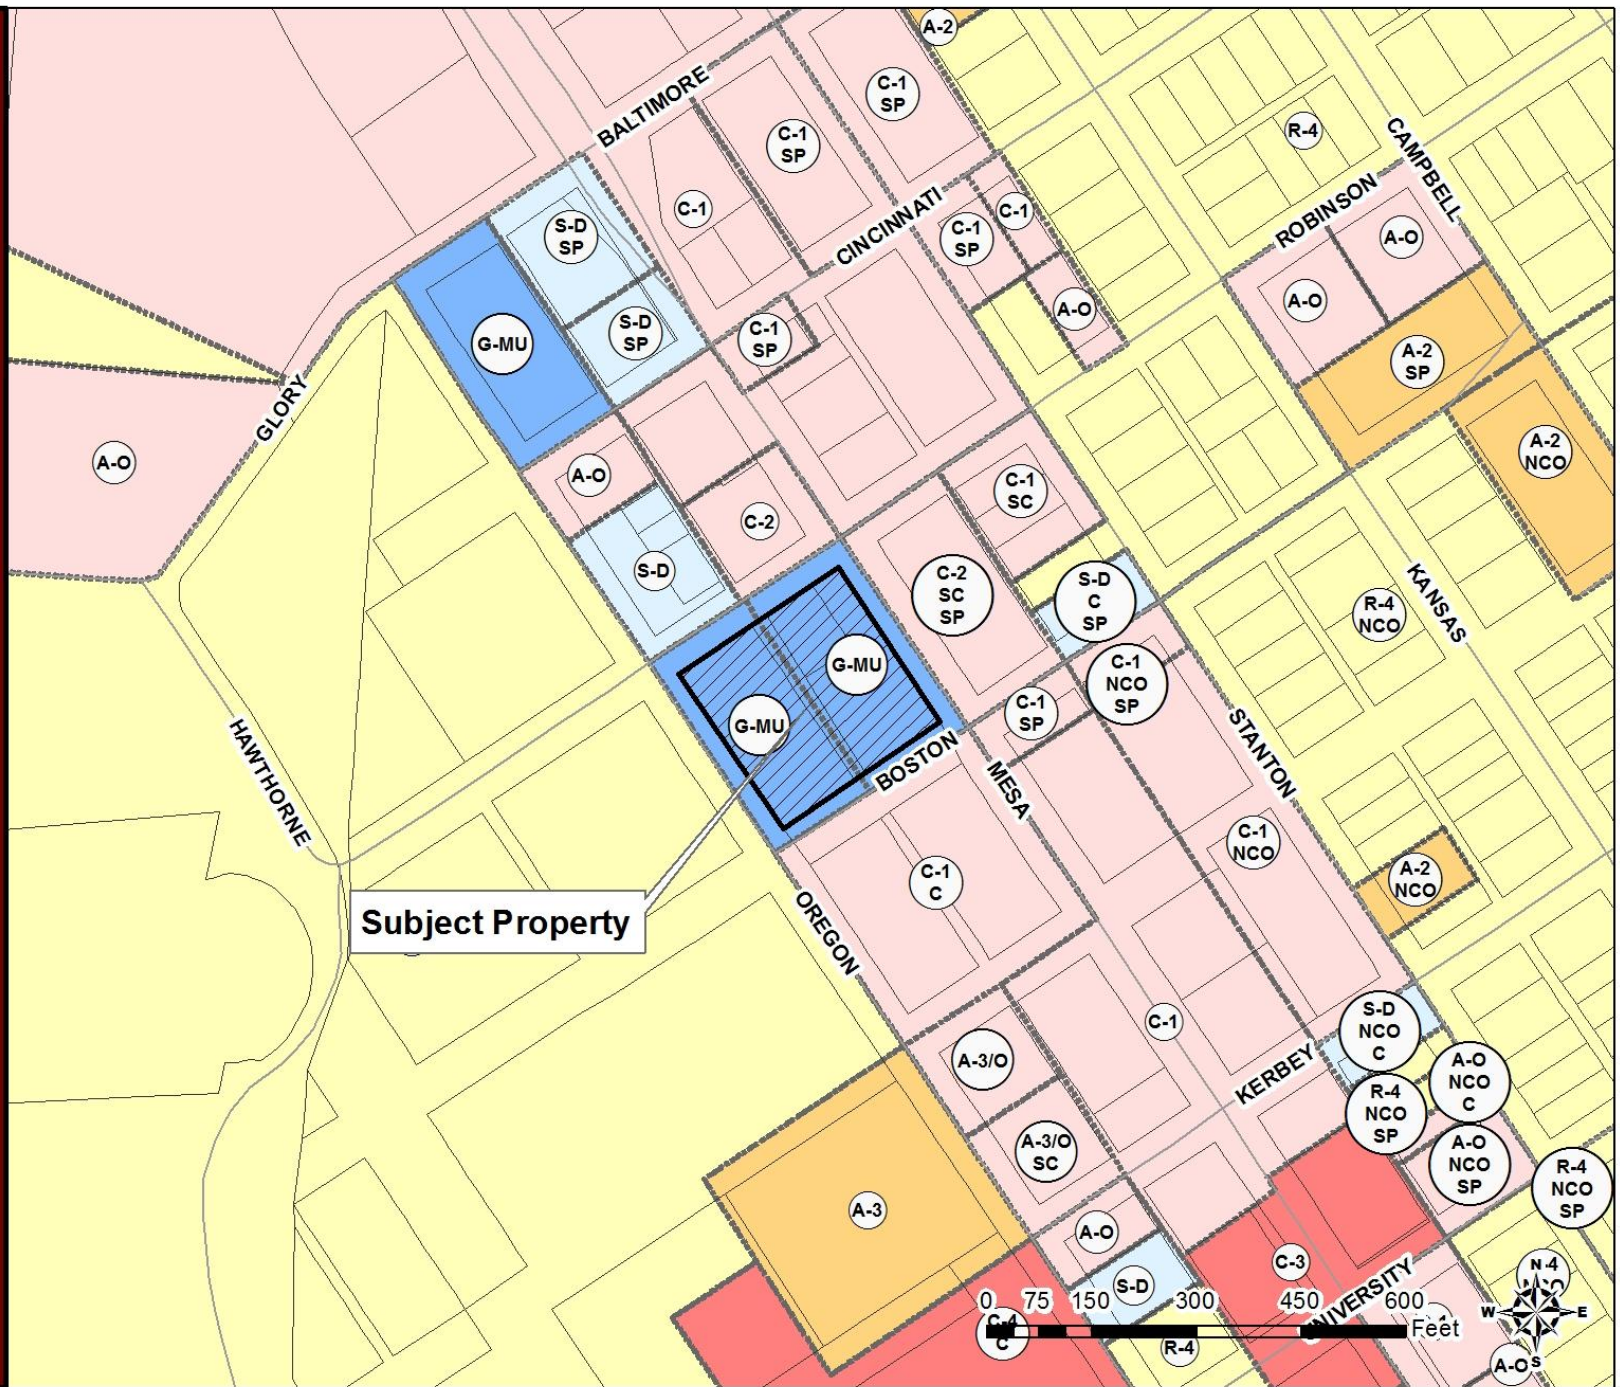 A-2
C-1
SP
BALTIMORE
C-1
SP
R-4
CAMPBELL
C-1
CINCINNATI
C-1
SP
C-1
ROBINSON
A-O
S-D
SP
A-O
A-O
G-MU
S-D
SP
C-1
SP
A-2
SP
GLORY
A-O
A-O
C-2
C-1
SC
A-2
NCO
S-D
C-2
SC
SP
S-D
C
SP
R-4
NCO
KANSAS
G-MU
G-MU
C-1
SP
C-1
NCO
SP
HAWTHORNE
BOSTON
MESA
STANTON
C-1
NCO
Subject Property
OREGON
C-1
C
A-2
NCO
A-3/O
C-1
KERBEY
S-D
NCO
C
A-O
NCO
C
R-4
NCO
SP
A-3/O
SC
A-O
NCO
SP
R-4
NCO
SP
A-3
A-O
C-3
S-D
UNIVERSITY
0 75 150 300 450 600
Feet
C-4
C
R-4
A-O
N
W E
S